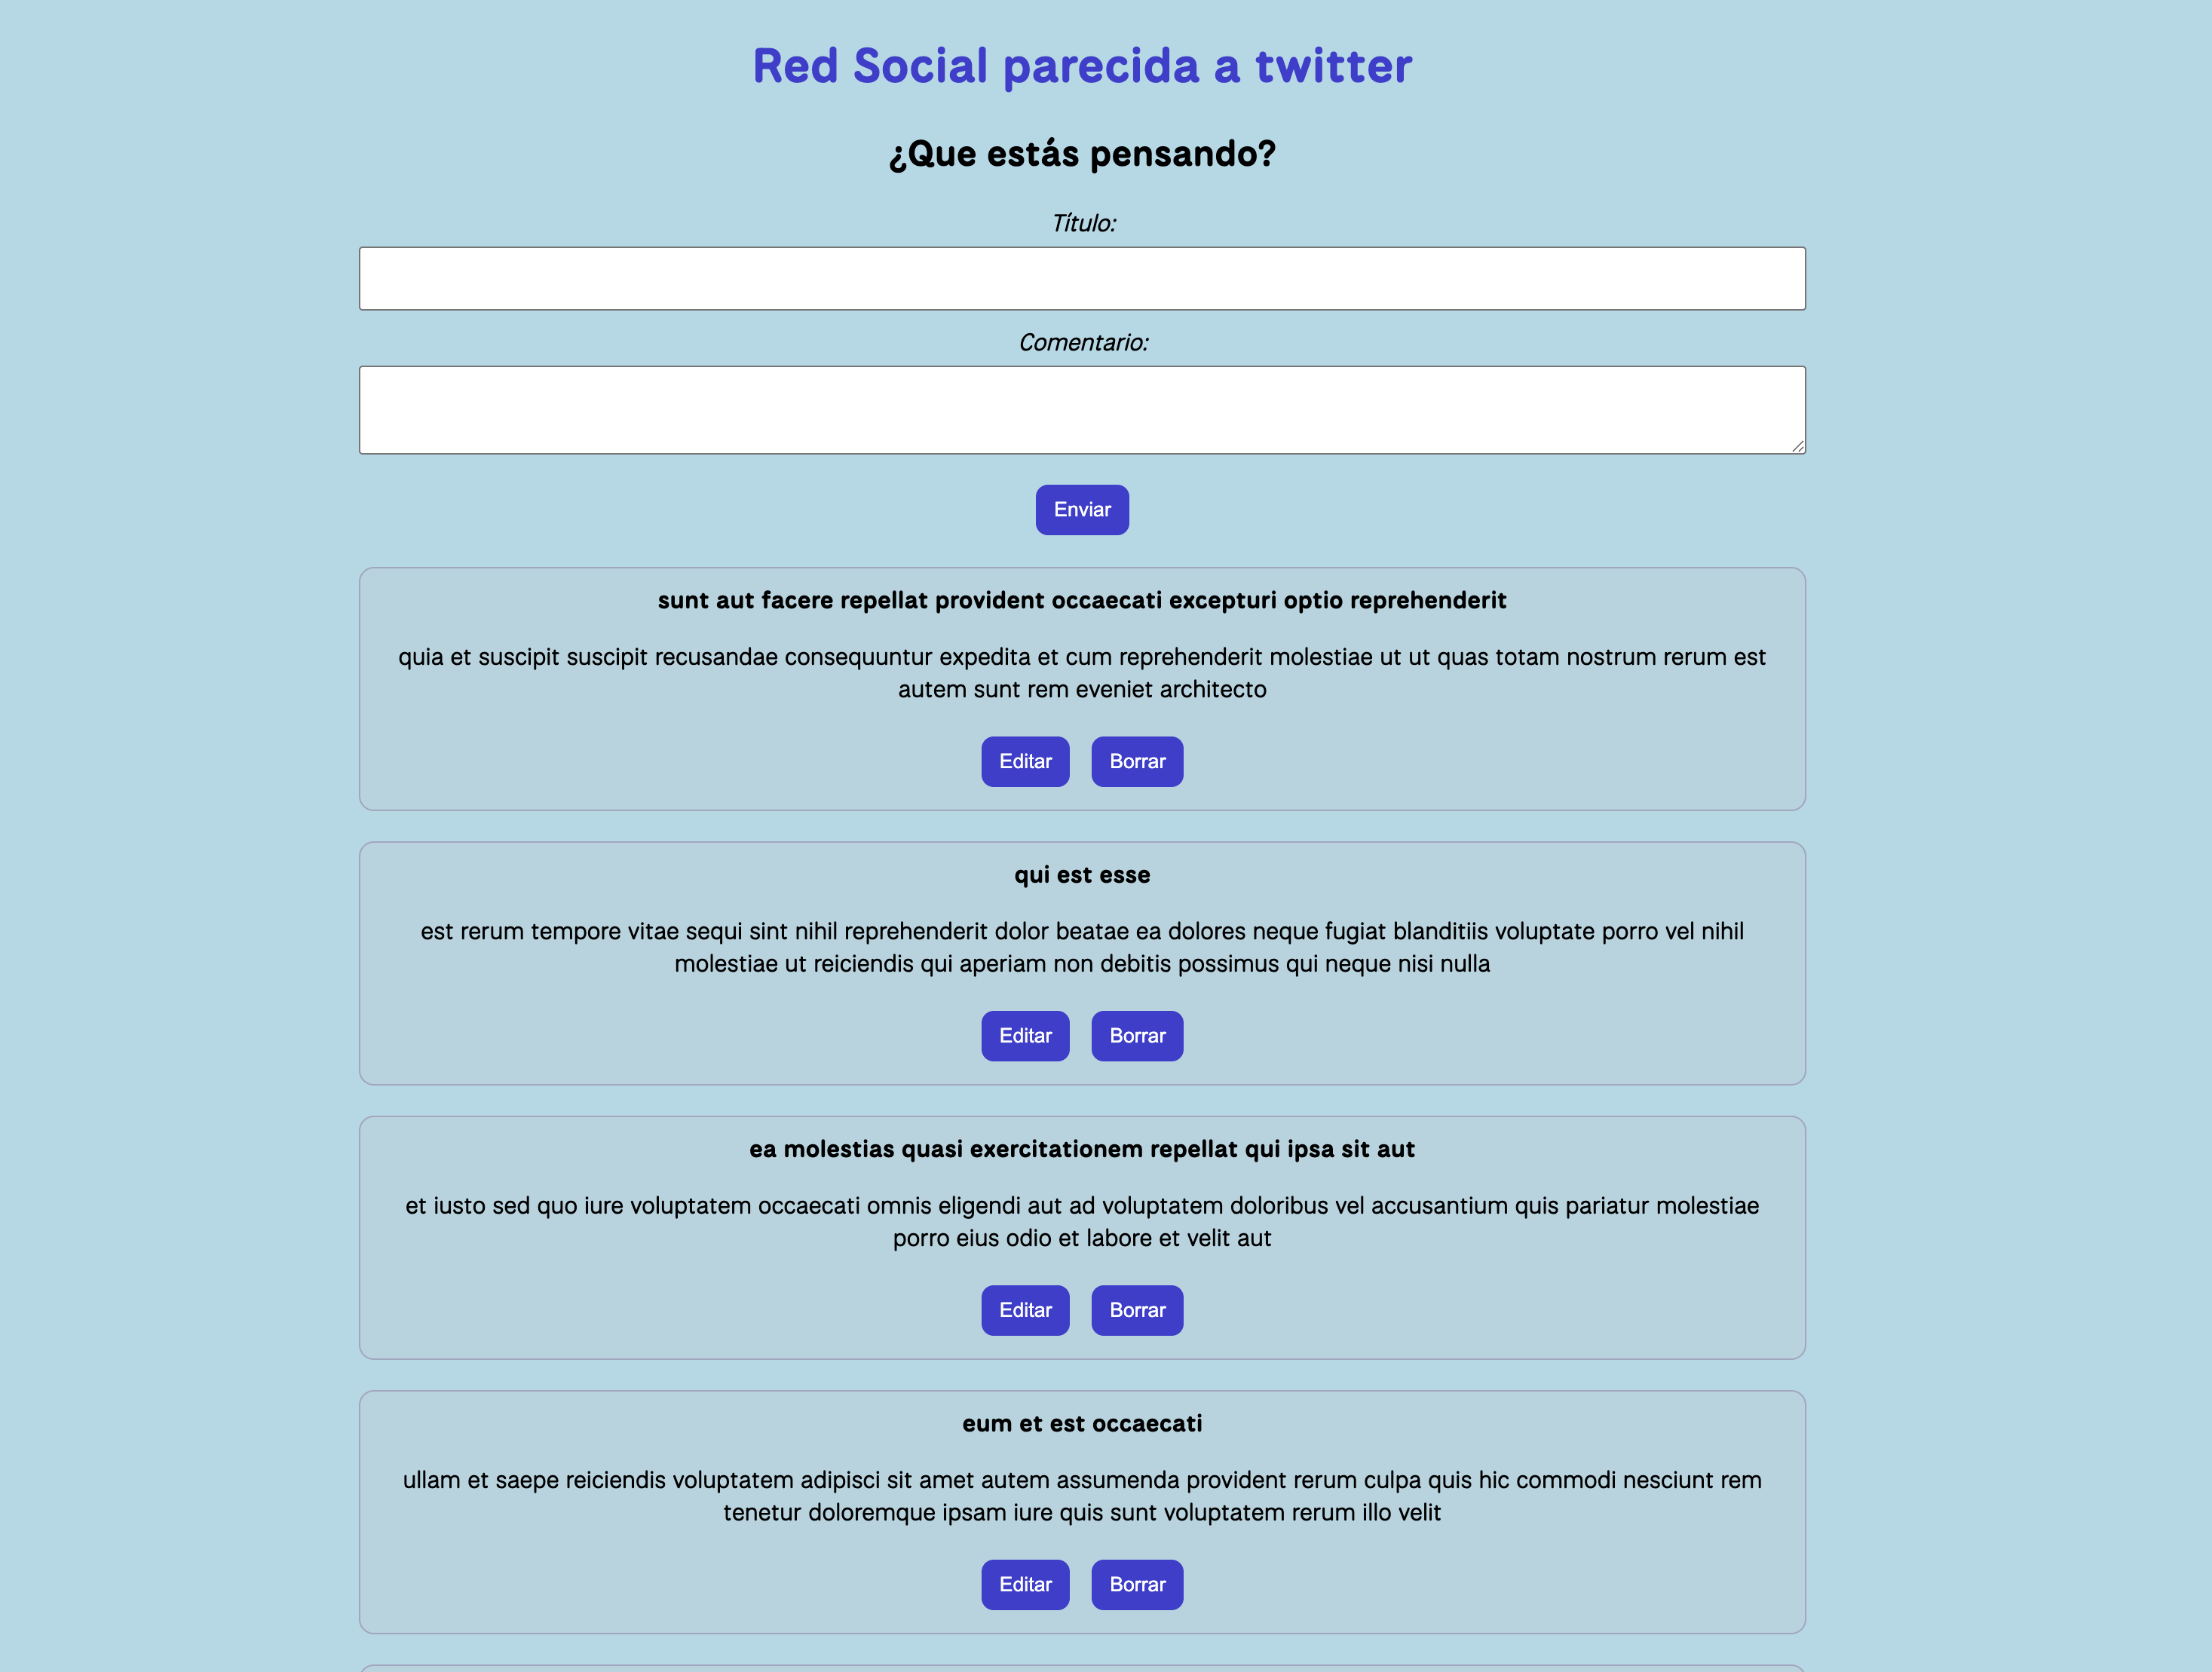 Red Social parecida a twitter
¿Que estás pensando?
Título:
Comentario:
Enviar
sunt aut facere repellat provident occaecati excepturi optio reprehenderit
quia et suscipit suscipit recusandae consequuntur expedita et cum reprehenderit molestiae ut ut quas totam nostrum rerum est
autem sunt rem eveniet architecto
Editar Borrar
qui est esse
est rerum tempore vitae sequi sint nihil reprehenderit dolor beatae ea dolores neque fugiat blanditiis voluptate porro vel nihil
molestiae ut reiciendis qui aperiam non debitis possimus qui neque nisi nulla
Editar Borrar
ea molestias quasi exercitationem repellat qui ipsa sit aut
et iusto sed quo iure voluptatem occaecati omnis eligendi aut ad voluptatem doloribus vel accusantium quis pariatur molestiae
porro eius odio et labore et velit aut
Editar Borrar
eum et est occaecati
ullam et saepe reiciendis voluptatem adipisci sit amet autem assumenda provident rerum culpa quis hic commodi nesciunt rem
tenetur doloremque ipsam iure quis sunt voluptatem rerum illo velit
Editar Borrar